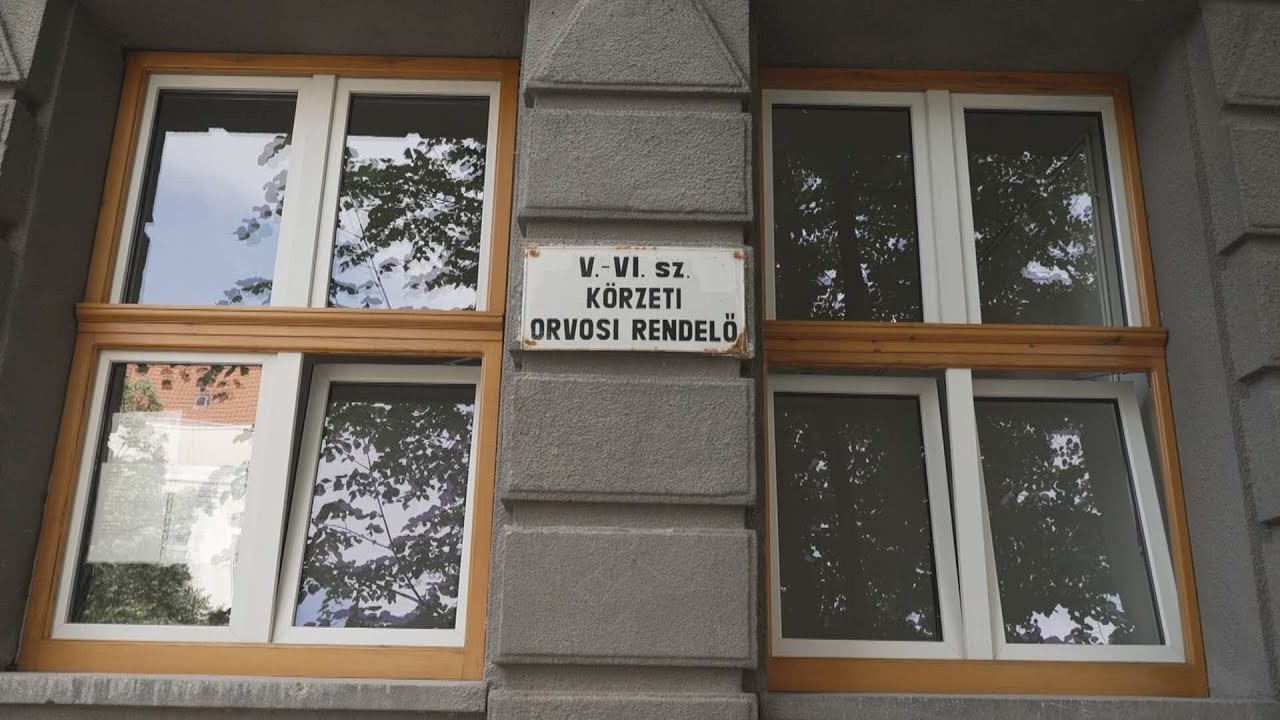 V.-VI. sz.
KÖRZETI
ORVOSI RENDELŐ